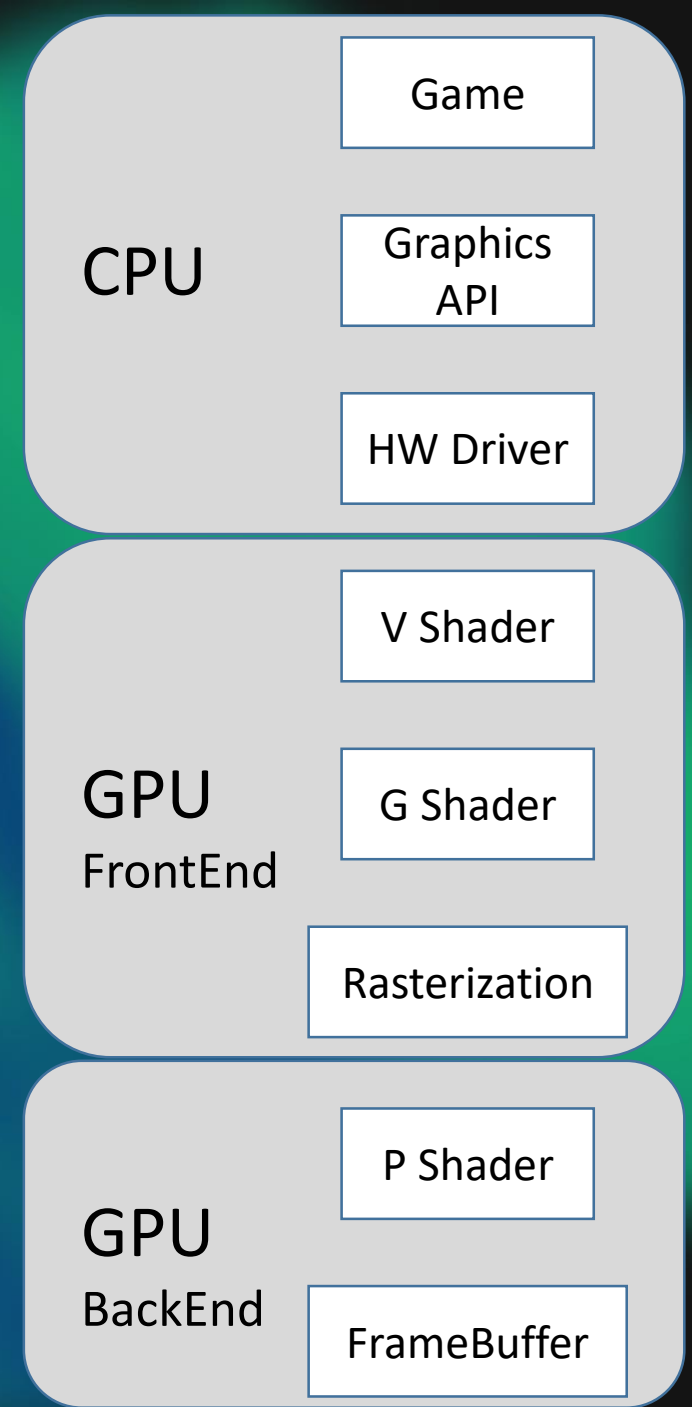 Game
CPU
Graphics
API
HW Driver
V Shader
GPU
FrontEnd
G Shader
Rasterization
P Shader
GPU
BackEnd
FrameBuffer